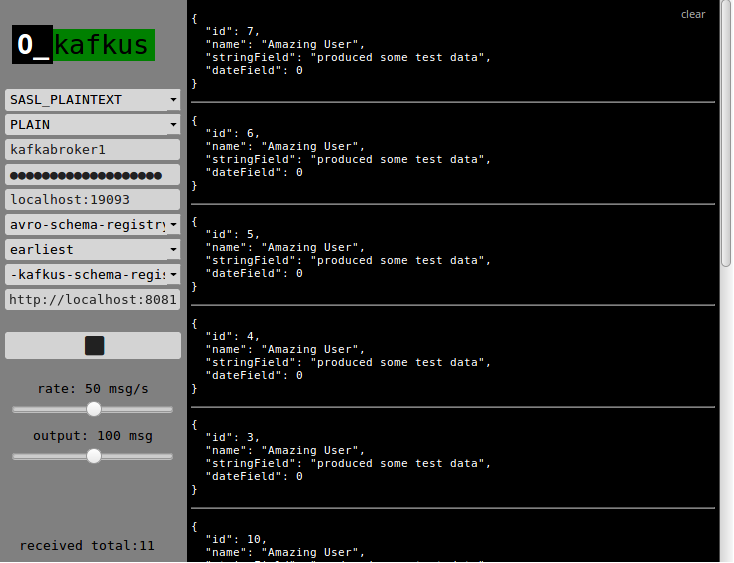 0_kafkus
SASL_PLAINTEXT
PLAIN
kafkabroker1
●●●●●●●●●●●●●●●●●●●
localhost:19093
avro-schema-registry
earliest
-kafkus-schema-regis
http://localhost:8081
rate: 50 msg/s
output: 100 msg
received total:11
clear
{
"id": 7,
"name": "Amazing User",
"stringField": "produced some test data",
"dateField": 0
}
{
"id": 6,
"name": "Amazing User",
"stringField": "produced some test data",
"dateField": 0
}
{
"id": 5,
"name": "Amazing User",
"stringField": "produced some test data",
"dateField": 0
}
{
"id": 4,
"name": "Amazing User",
"stringField": "produced some test data",
"dateField": 0
}
{
"id": 3,
"name": "Amazing User",
"stringField": "produced some test data",
"dateField": 0
}
{
"id": 10,
"name": "Amazing User",